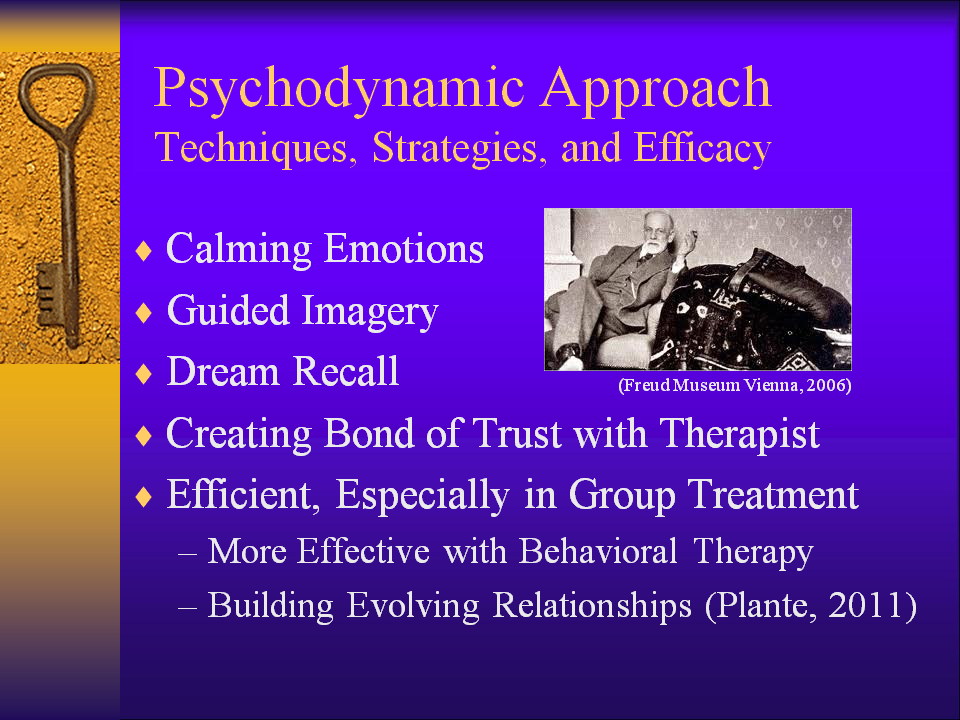 Psychodynamic Approach
Techniques, Strategies, and Efficacy
♦ Calming Emotions
♦ Guided Imagery
♦ Dream Recall
(Freud Museum Vienna, 2006)
♦ Creating Bond of Trust with Therapist
♦ Efficient, Especially in Group Treatment
– More Effective with Behavioral Therapy
– Building Evolving Relationships (Plante, 2011)